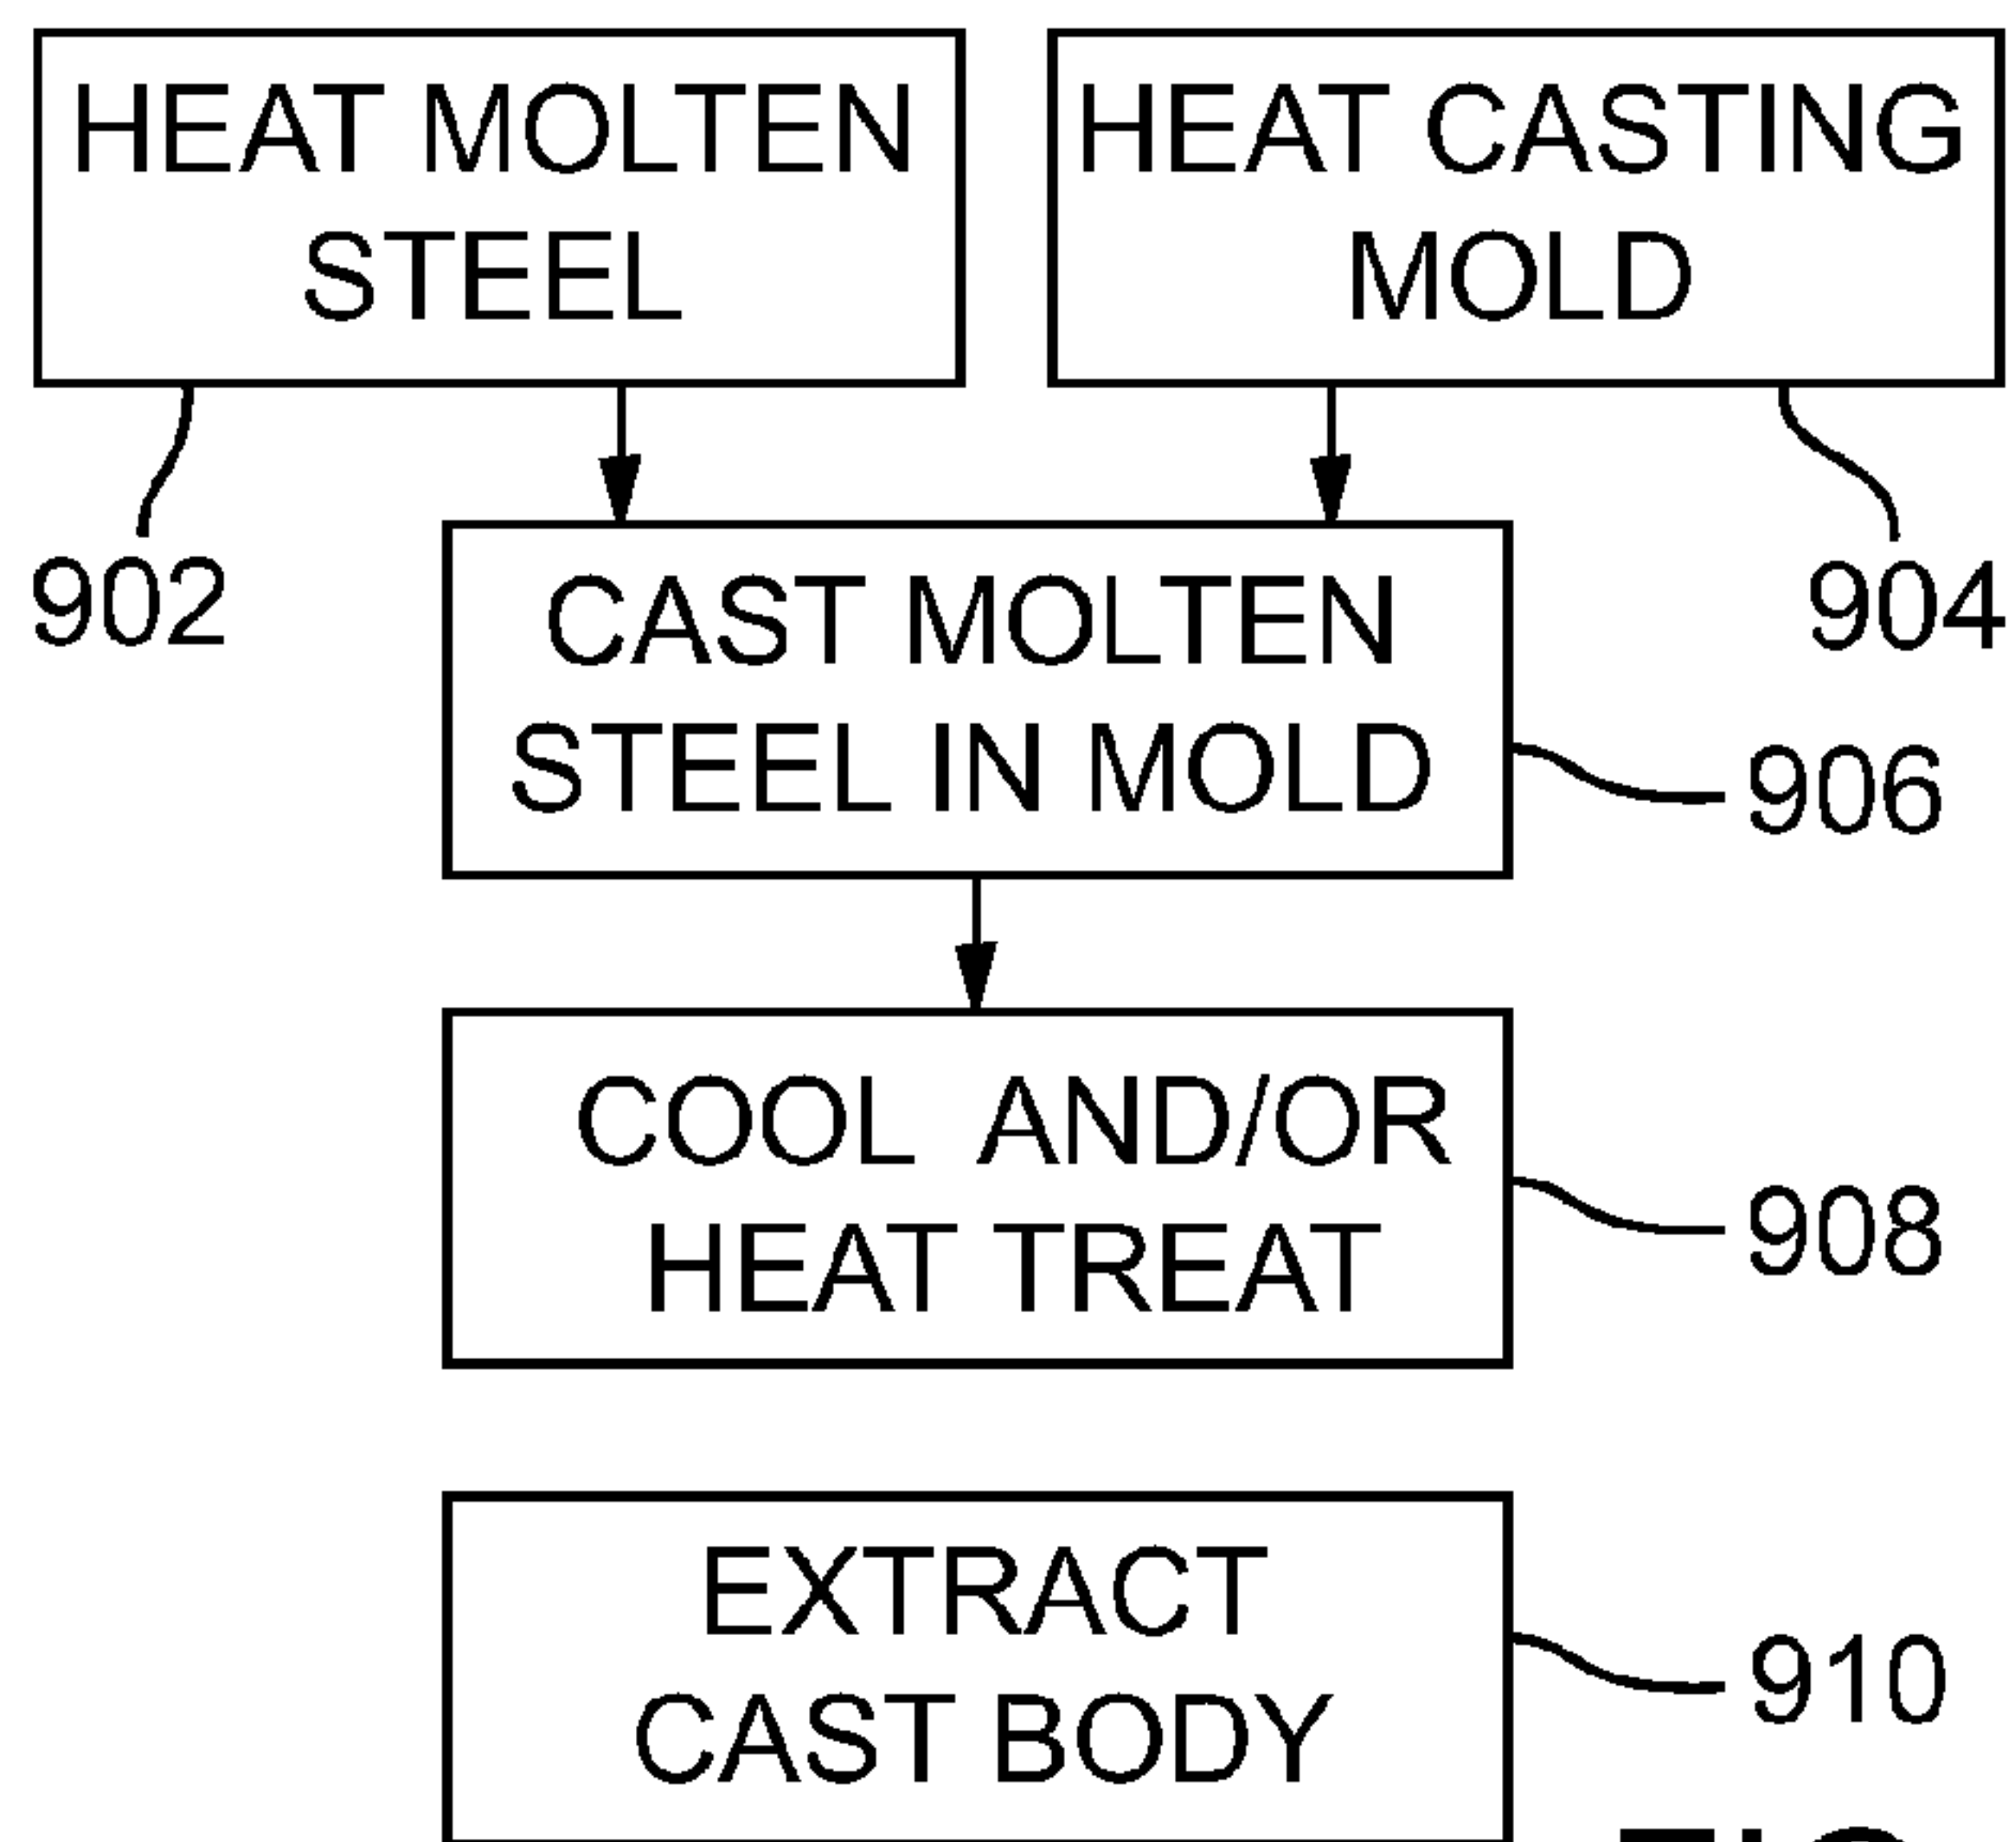 HEAT MOLTEN
STEEL
HEAT CASTING
MOLD
902
904
CAST MOLTEN
STEEL IN MOLD
906
COOL AND/OR
HEAT TREAT
908
EXTRACT
CAST BODY
910